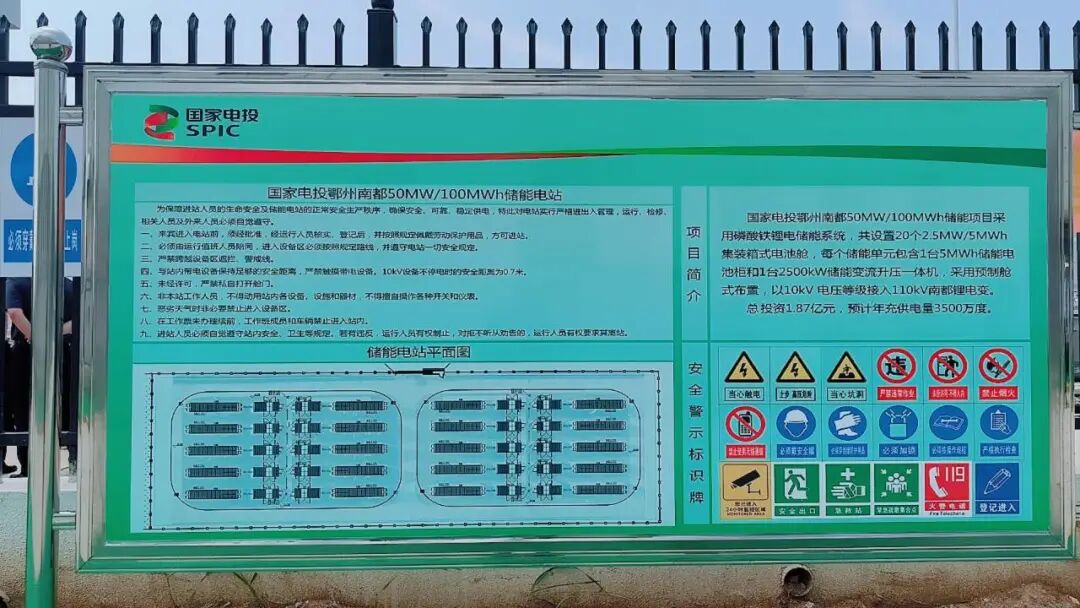 国家电投
SPIC
国家电投鄂州南都50MW/100MWh储能电站
为保障进站人员的生命安全及储能电站的正常安全生产秩序，确保安全、可靠、稳定供电，特此对电站实行严格进出入管理，运行、检修、
相关人员及外来人员必须自觉遵守。
一、来宾进入电站前，须经批准，经运行人员核实、登记后，并按照规定佩戴劳动保护用品，方可进站。
二、必须由运行值班人员陪同，进入设备区必须按照规定路线，并遵守电站一切安全规定。
三、严禁跨越设备区遮拦、警戒线。
四、与站内带电设备保持足够的安全距离，严禁触摸带电设备。10kV设备不停电时的安全距离为0.7米。
五、未经许可，严禁私自打开舱门。
六、非本站工作人员，不得动用站内各设备、设施和器材，不得擅自操作各种开关和仪表。
七、恶劣天气时非必要禁止进入设备区。
八、在工作票未办理续前，工作班成员和车辆禁止进入站内。
九、进站人员必须自觉遵守站内安全、卫生等规定。若有违反，运行人员有权制止，对拒不听从劝告的，运行人员有权要求其离站。
储能电站平面图
项目简介
国家电投鄂州南都50MW/100MWh储能项目采
用磷酸铁锂电储能系统，共设置20个2.5MW/5MWh
集装箱式电池舱，每个储能单元包含1台5MWh储能电
池柜和1台2500kW储能变流升压一体机，采用预制舱
式布置，以10kV 电压等级接入110kV南都锂电变。
总投资1.87亿元，预计年充供电量3500万度。
安全警示标识牌
当心触电
止步 高压危险
当心坑洞
禁止烟火
必须戴安全帽
必须加锁
安全出口
急救站
紧急疏散集合点
119
火警电话
登记进入
必须穿戴
上岗